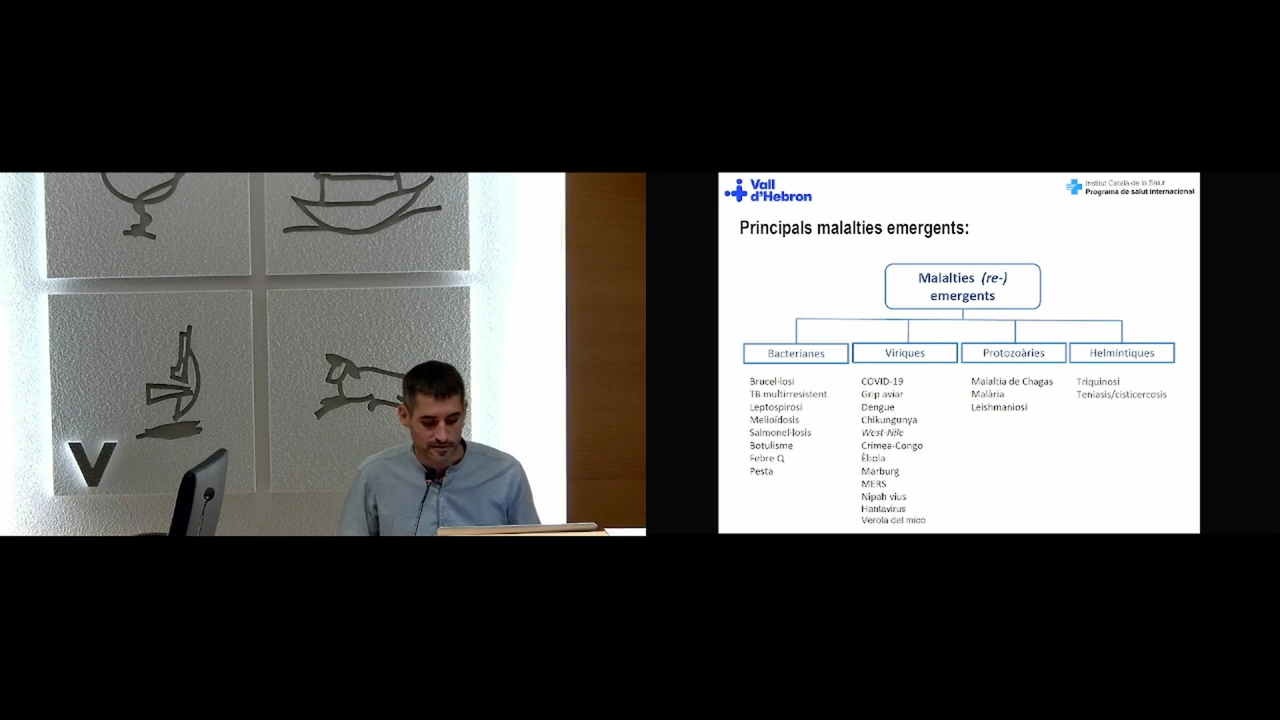 V
Vall
d'Hebron
Institut Català de la Salut
Programa de salut internacional
Principals malalties emergents:
Malalties (re-)
emergents
Bacterianes
Brucel·losi
TB multirresistent
Leptospirosi
Melioïdosis
Salmonel·losis
Botulisme
Febre Q
Pesta
Víriques
COVID-19
Grip aviar
Dengue
Chikungunya
West-Nile
Crimea-Congo
Èbola
Marburg
MERS
Nipah vius
Hantavirus
Verola del mico
Protozoàries
Malaltia de Chagas
Malària
Leishmaniosi
Helmíntiques
Triquinosi
Teniasis/cisticercosis